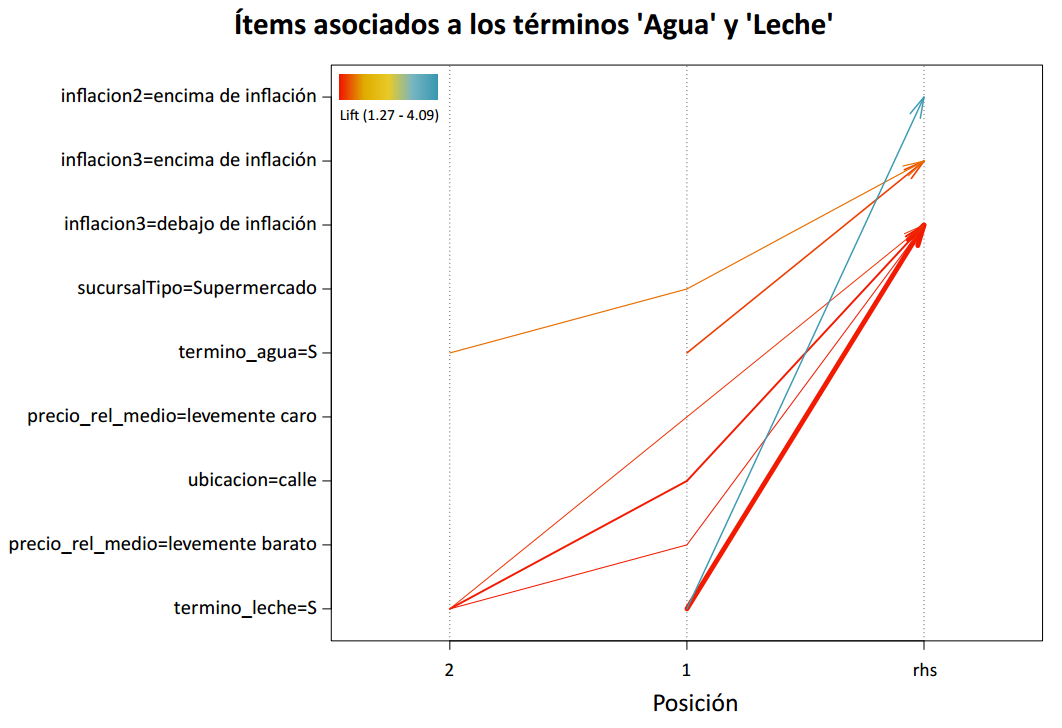 Ítems asociados a los términos 'Agua' y 'Leche'
Lift (1.27 - 4.09)
inflacion2=encima de inflación
inflacion3=encima de inflación
inflacion3=debajo de inflación
sucursalTipo=Supermercado
termino_agua=S
precio_rel_medio=levemente caro
ubicacion=calle
precio_rel_medio=levemente barato
termino_leche=S
2
1
rhs
Posición